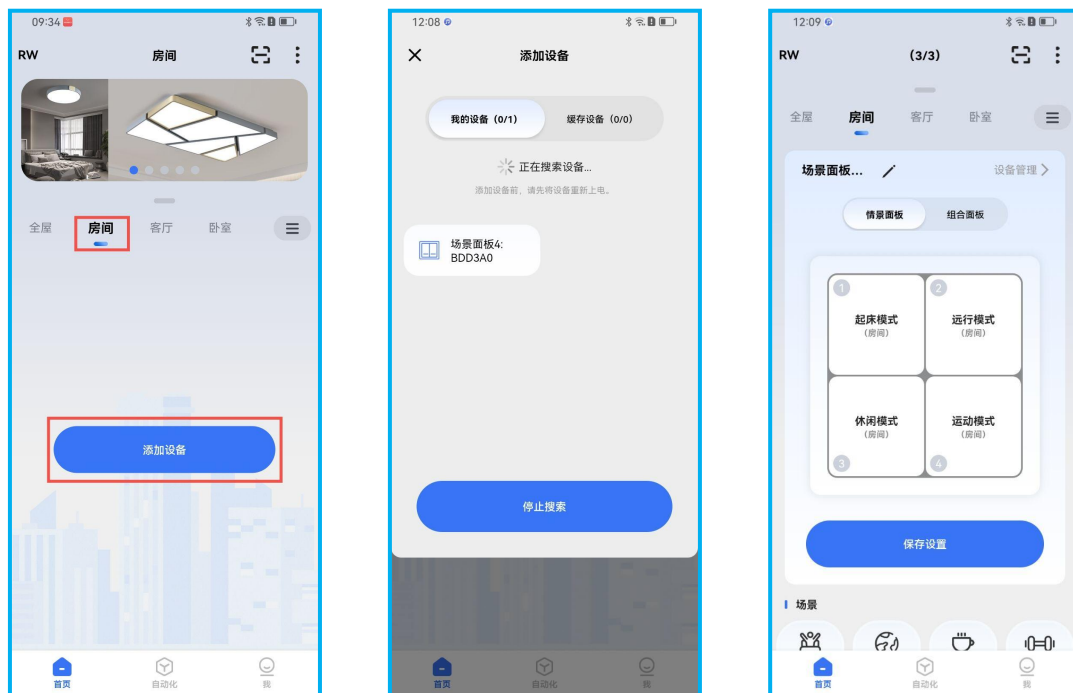 09:34
RW
房间
全屋
房间
客厅
卧室
添加设备
首页
自动化
我
12:08
添加设备
我的设备（0/1）
缓存设备（0/0）
正在搜索设备...
添加设备前，请先将设备重新上电。
场景面板4:
BDD3A0
停止搜索
首页
自动化
我
12:09
RW
(3/3)
全屋
房间
客厅
卧室
场景面板...
设备管理
情景面板
组合面板
1
2
起床模式
（房间）
远行模式
（房间）
休闲模式
（房间）
运动模式
（房间）
3
4
保存设置
场景
首页
自动化
我